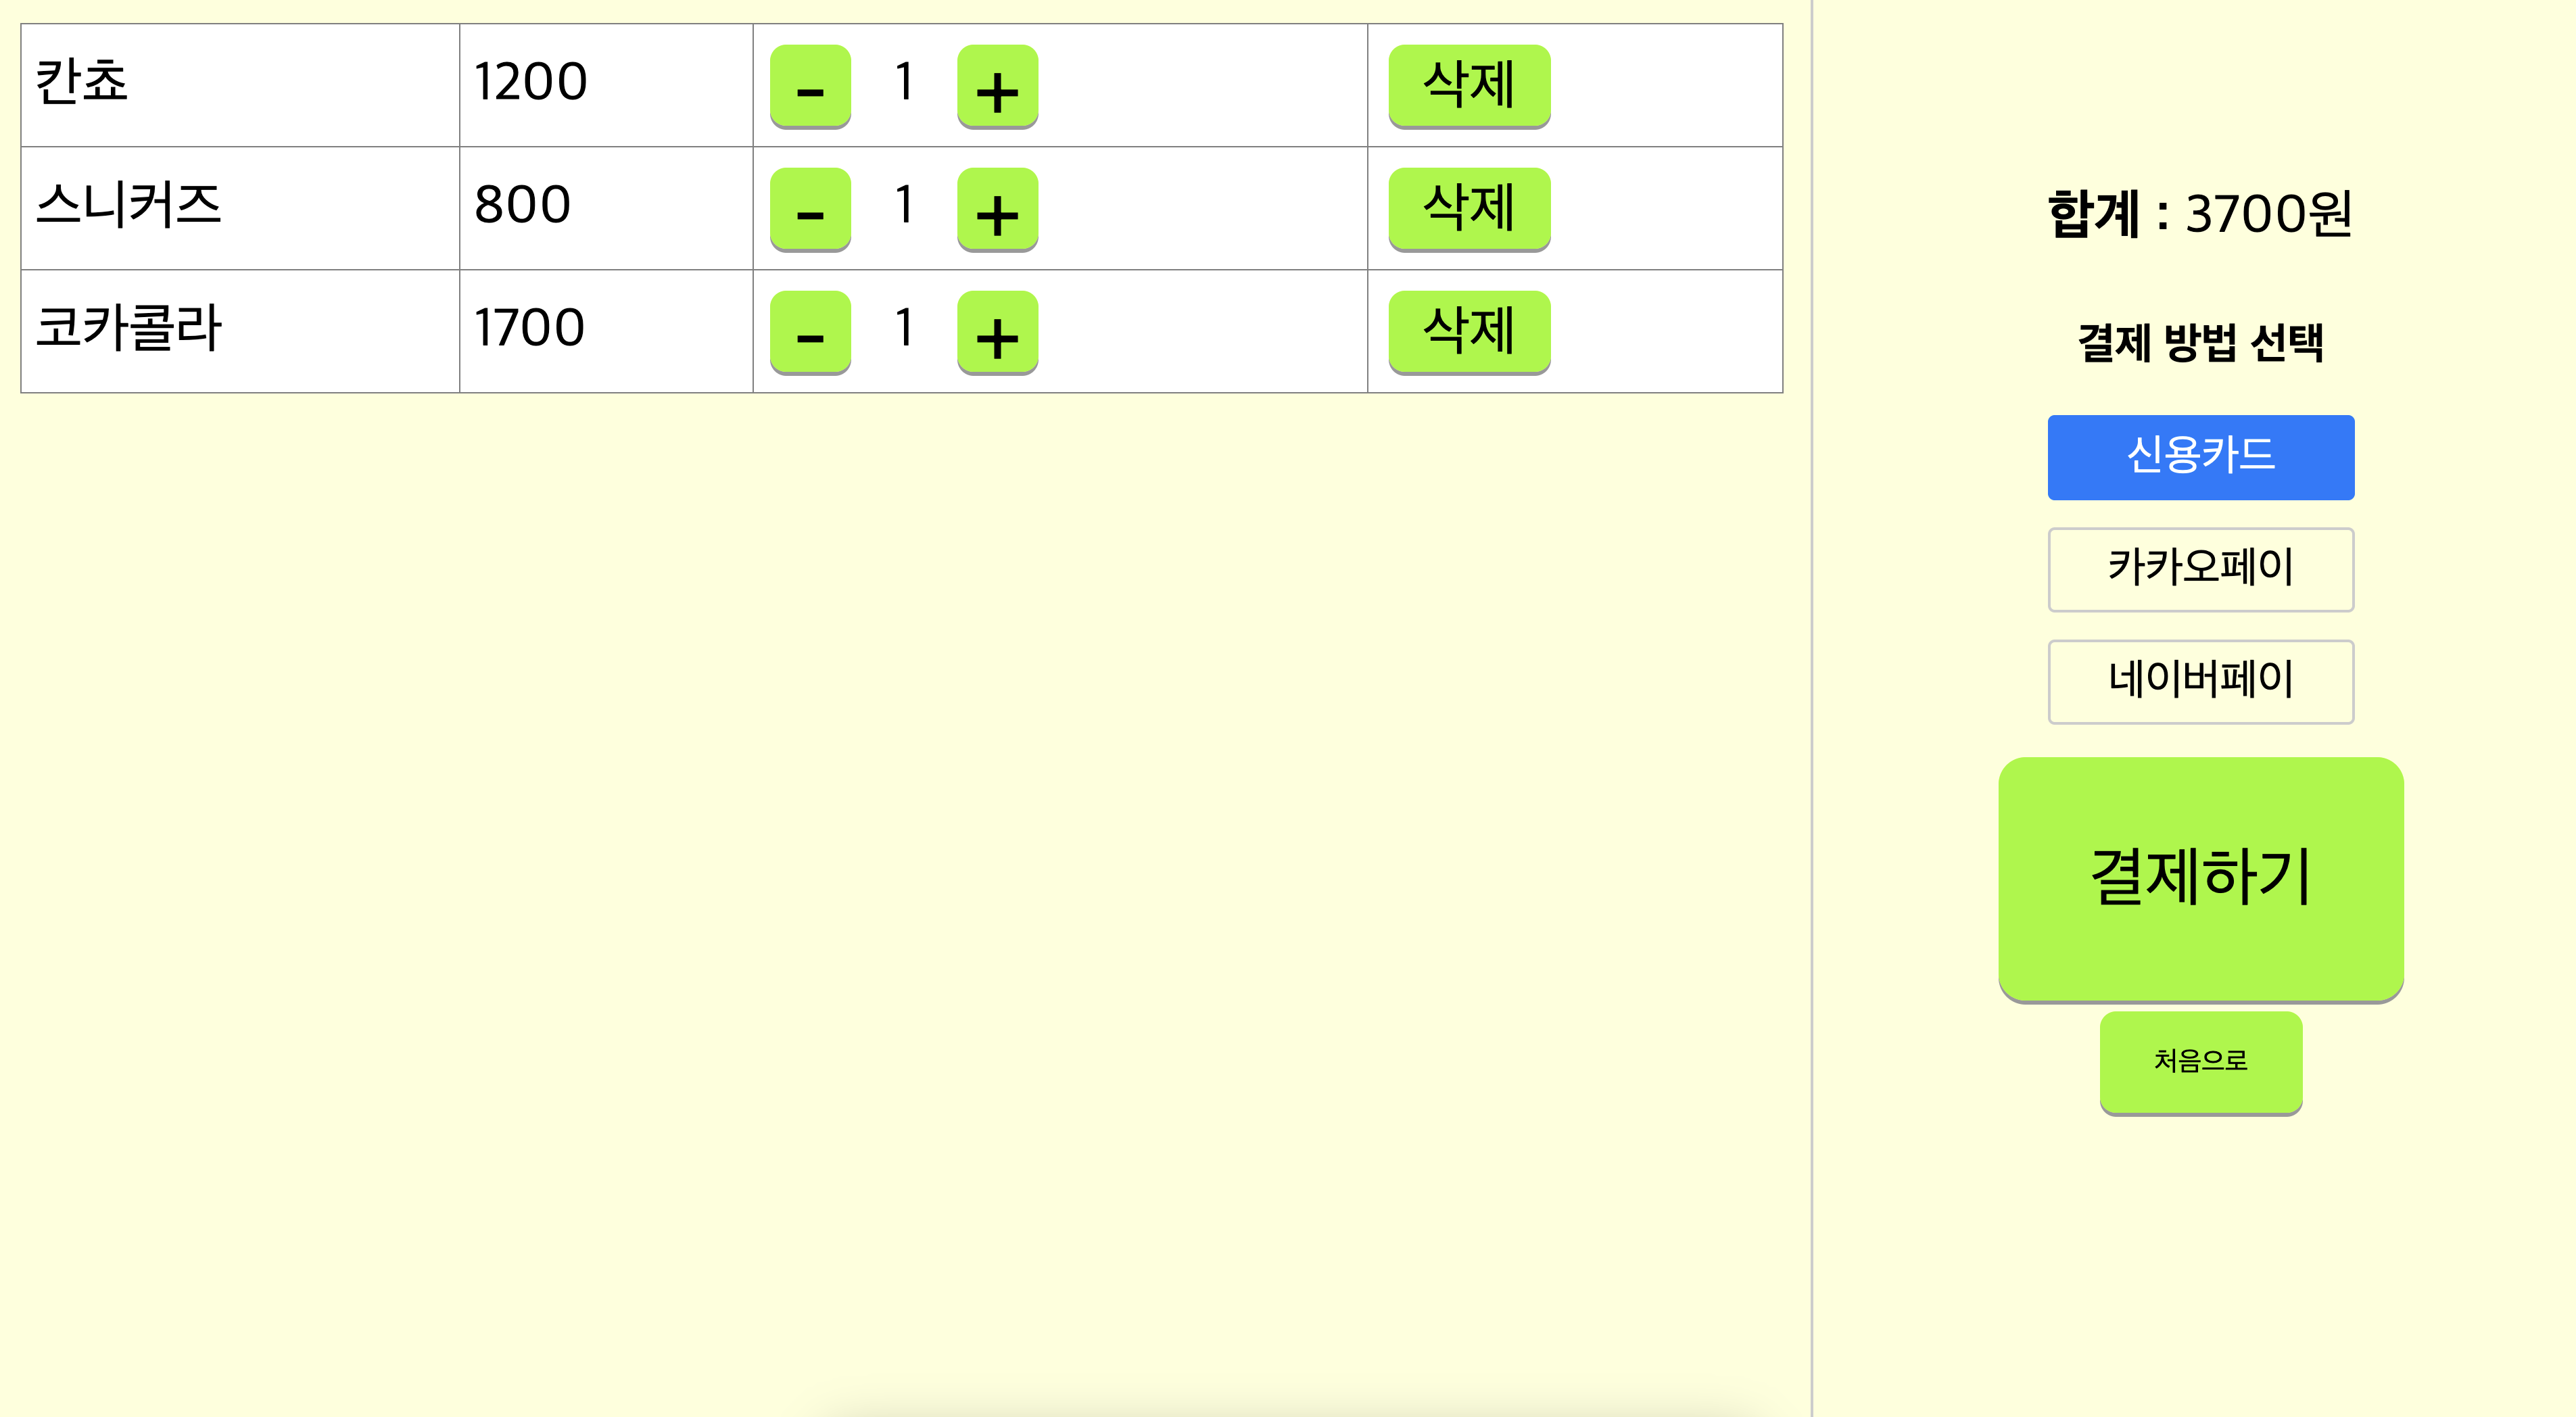 칸쵸 1200 - 1 + 삭제
스니커즈 800 - 1 + 삭제
코카콜라 1700 - 1 + 삭제
합계 : 3700원
결제 방법 선택
신용카드
카카오페이
네이버페이
결제하기
처음으로